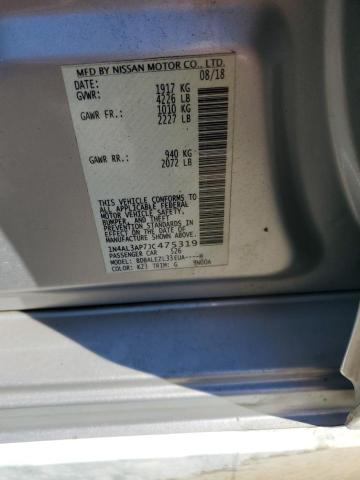 MFD BY NISSAN MOTOR CO., LTD.
DATE: 08/18
GVWR: 1917 KG
4226 LB
GAWR FR.: 1010 KG
2227 LB
GAWR RR.: 940 KG
2072 LB
THIS VEHICLE CONFORMS TO ALL
APPLICABLE FEDERAL
MOTOR VEHICLE SAFETY,
BUMPER, AND THEFT
PREVENTION STANDARDS
IN EFFECT ON THE DATE OF
MANUFACTURE SHOWN ABOVE.
1N4AL3AP7JC475319
PASSENGER CAR S26
MODEL:
COLOR: K23 TRIM: G